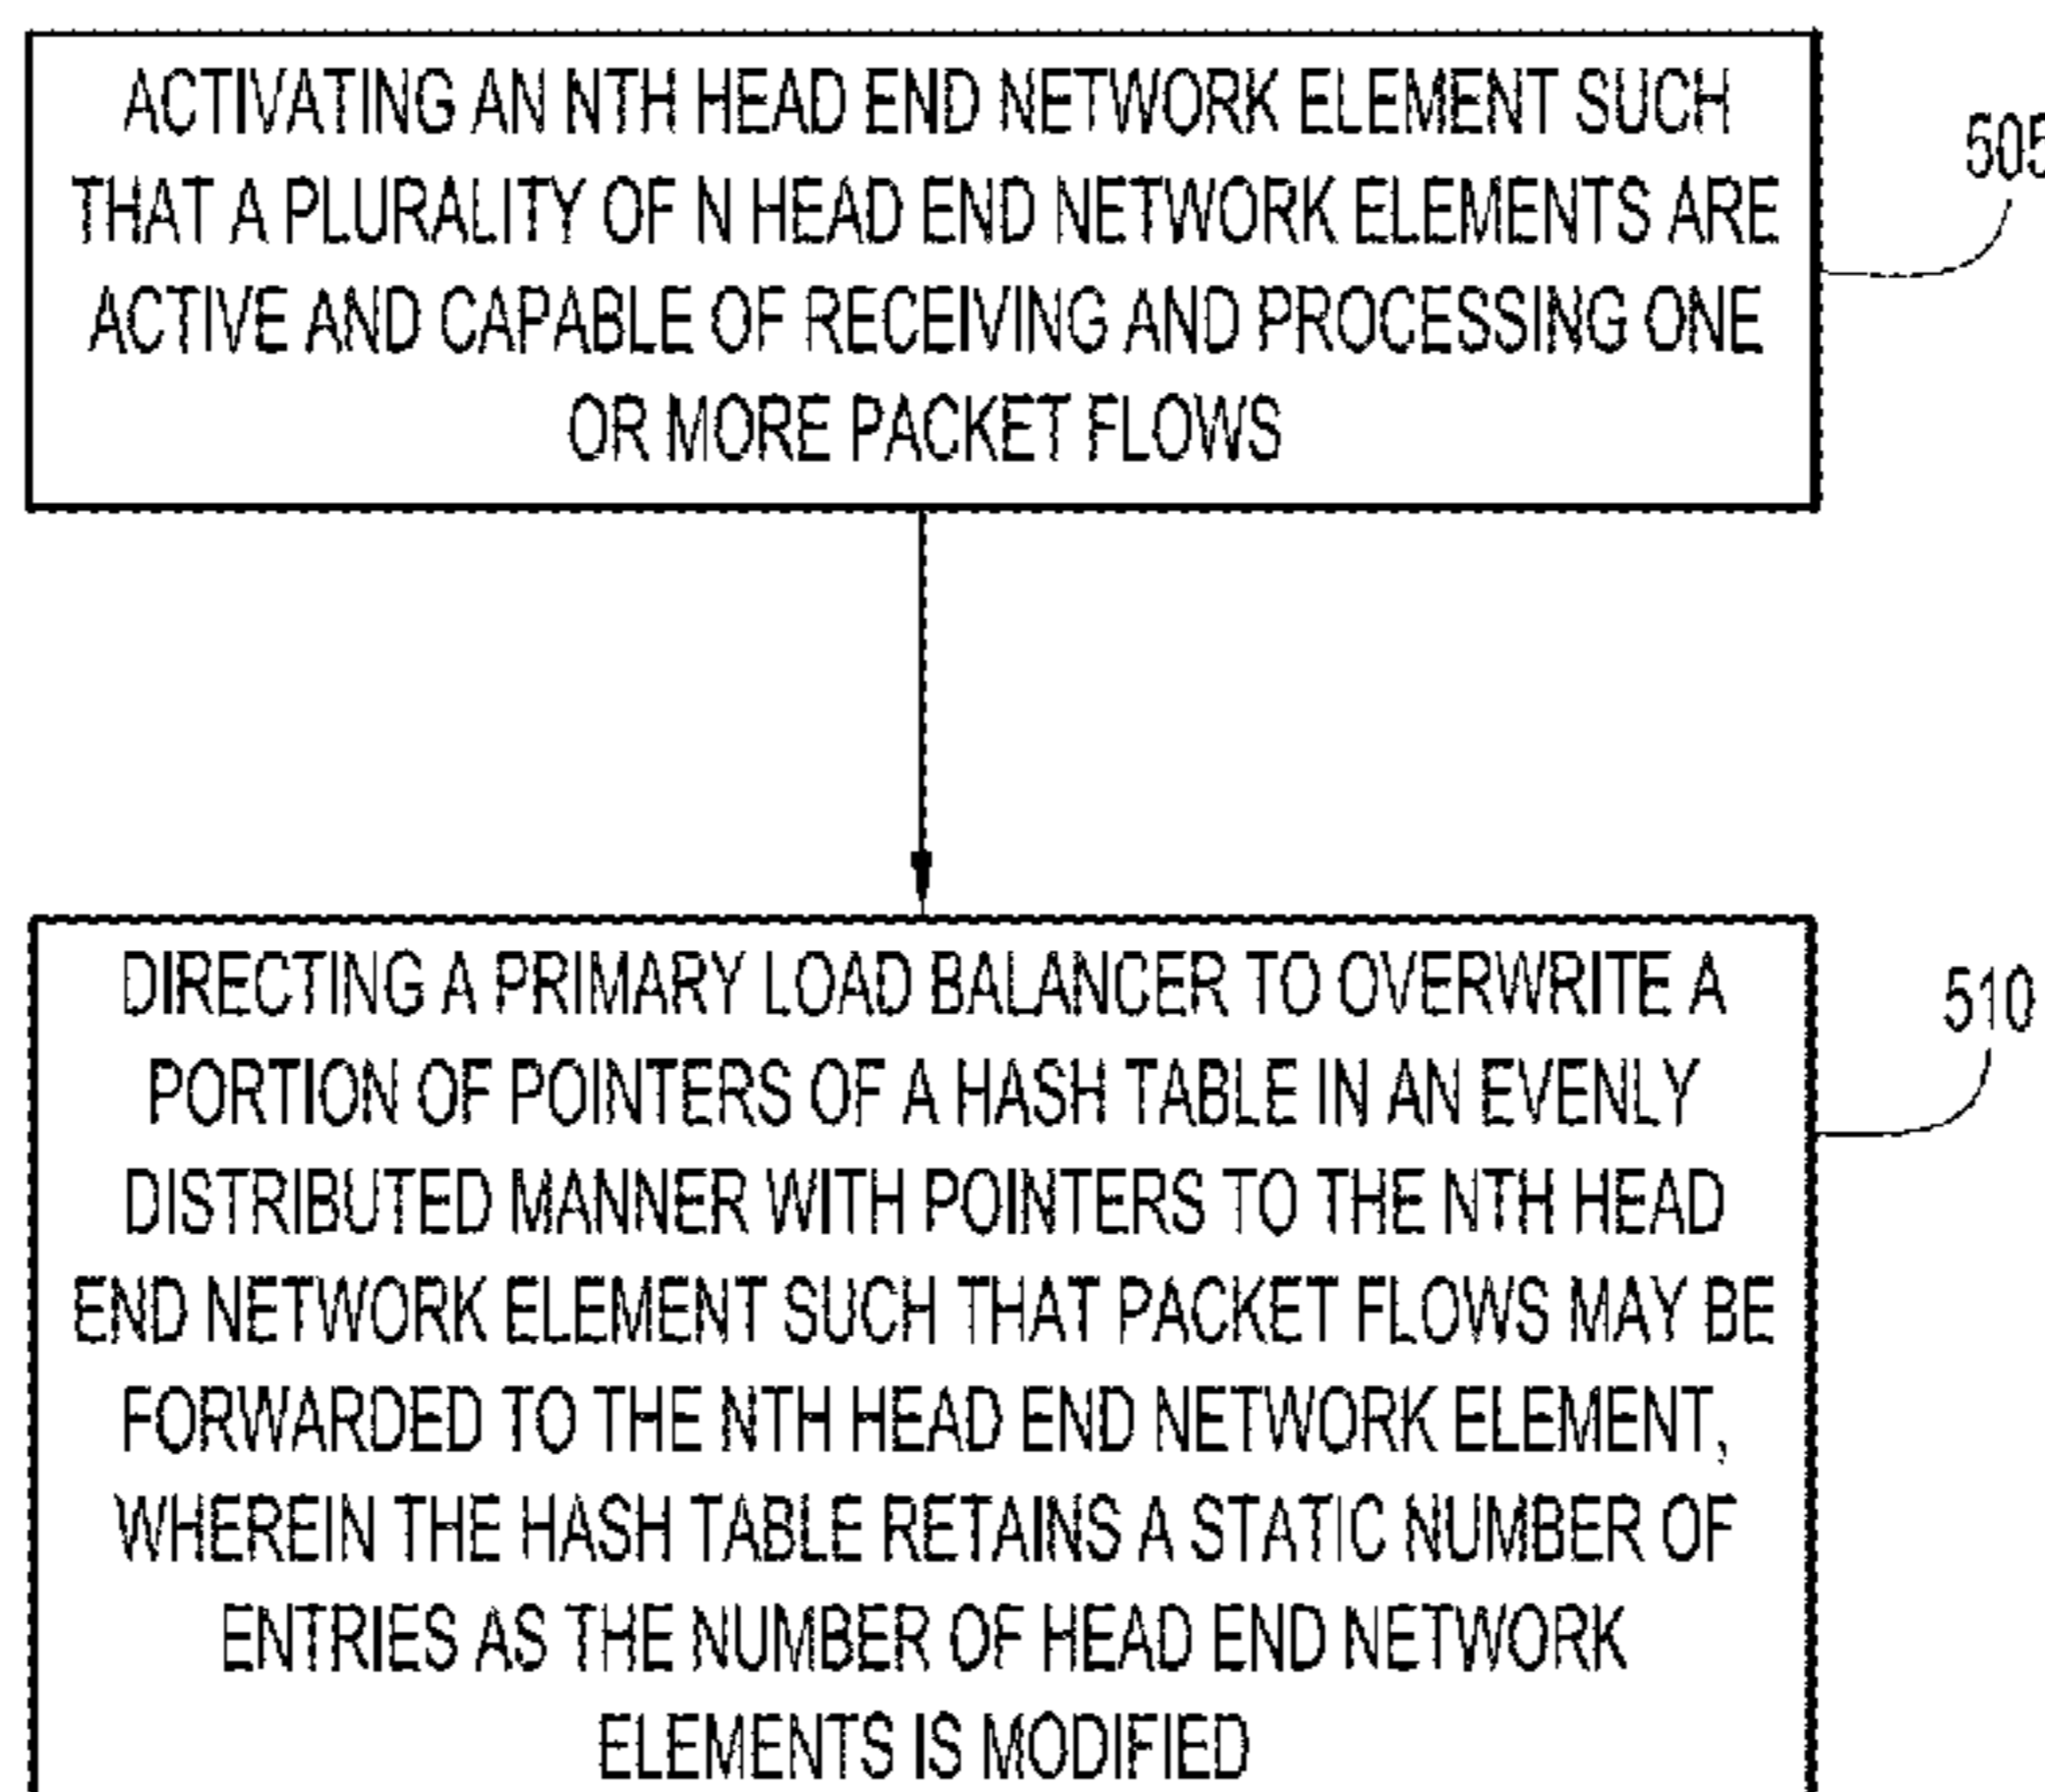 ACTIVATING AN NTH HEAD END NETWORK ELEMENT SUCH
THAT A PLURALITY OF N HEAD END NETWORK ELEMENTS ARE
ACTIVE AND CAPABLE OF RECEIVING AND PROCESSING ONE
OR MORE PACKET FLOWS
505
DIRECTING A PRIMARY LOAD BALANCER TO OVERWRITE A
PORTION OF POINTERS OF A HASH TABLE IN AN EVENLY
DISTRIBUTED MANNER WITH POINTERS TO THE NTH HEAD
END NETWORK ELEMENT SUCH THAT PACKET FLOWS MAY BE
FORWARDED TO THE NTH HEAD END NETWORK ELEMENT,
WHEREIN THE HASH TABLE RETAINS A STATIC NUMBER OF
ENTRIES AS THE NUMBER OF HEAD END NETWORK
ELEMENTS IS MODIFIED
510